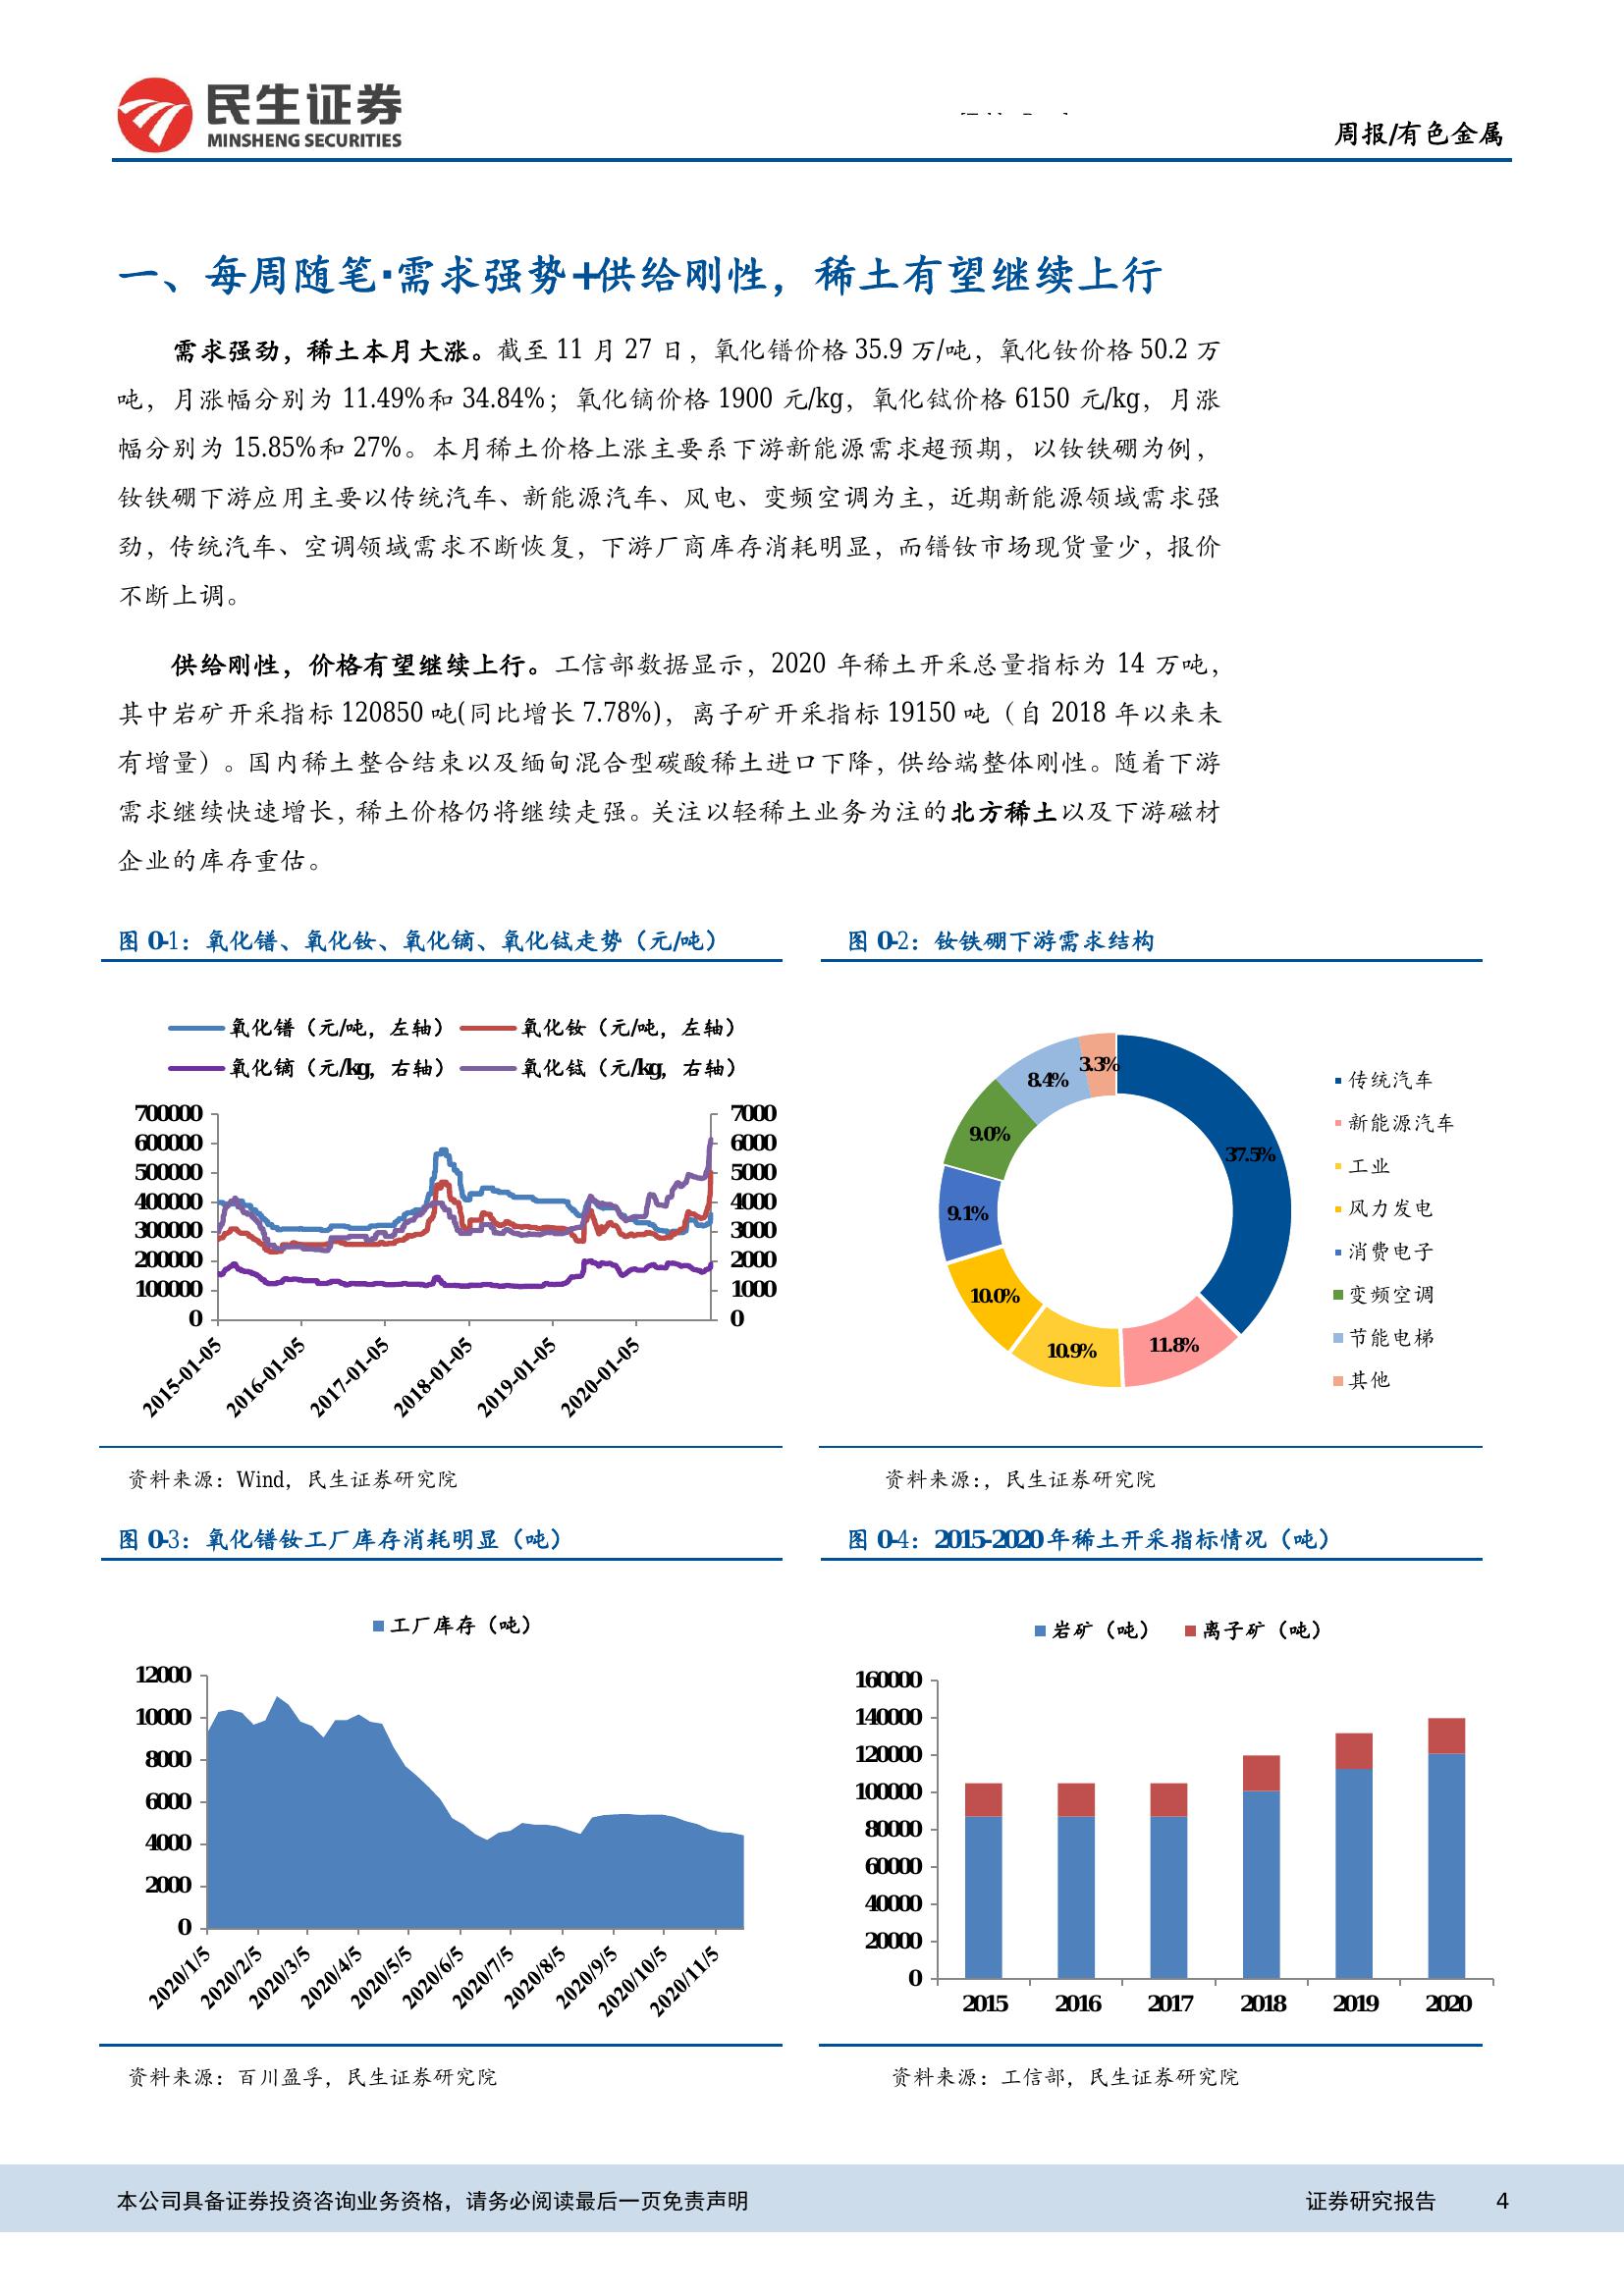 民生证券
MINSHENG SECURITIES
周报/有色金属
一、每周随笔·需求强势+供给刚性，稀土有望继续上行
需求强劲，稀土本月大涨。截至 11 月 27 日，氧化镨价格 35.9 万/吨，氧化钕价格 50.2 万
吨，月涨幅分别为 11.49%和 34.84%；氧化镝价格 1900 元/kg，氧化铽价格 6150 元/kg，月涨
幅分别为 15.85%和 27%。本月稀土价格上涨主要系下游新能源需求超预期，以钕铁硼为例，
钕铁硼下游应用主要以传统汽车、新能源汽车、风电、变频空调为主，近期新能源领域需求强
劲，传统汽车、空调领域需求不断恢复，下游厂商库存消耗明显，而镨钕市场现货量少，报价
不断上调。
供给刚性，价格有望继续上行。工信部数据显示，2020 年稀土开采总量指标为 14 万吨，
其中岩矿开采指标 120850 吨(同比增长 7.78%)，离子矿开采指标 19150 吨（自 2018 年以来未
有增量）。国内稀土整合结束以及缅甸混合型碳酸稀土进口下降，供给端整体刚性。随着下游
需求继续快速增长，稀土价格仍将继续走强。关注以轻稀土业务为注的北方稀土以及下游磁材
企业的库存重估。
图 0-1：氧化镨、氧化钕、氧化镝、氧化铽走势（元/吨）
氧化镨（元/吨，左轴） 氧化钕（元/吨，左轴）
氧化镝（元/kg，右轴） 氧化铽（元/kg，右轴）
700000 7000
600000 6000
500000 5000
400000 4000
300000 3000
200000 2000
100000 1000
0 0
2015-01-05 2016-01-05 2017-01-05 2018-01-05 2019-01-05 2020-01-05
资料来源：Wind，民生证券研究院
图 0-2：钕铁硼下游需求结构
37.5%
11.8%
10.9%
10.0%
9.1%
9.0%
8.4%
3.3%
传统汽车
新能源汽车
工业
风力发电
消费电子
变频空调
节能电梯
其他
资料来源：，民生证券研究院
图 0-3：氧化镨钕工厂库存消耗明显（吨）
工厂库存（吨）
12000
10000
8000
6000
4000
2000
0
2020/1/5 2020/2/5 2020/3/5 2020/4/5 2020/5/5 2020/6/5 2020/7/5 2020/8/5 2020/9/5 2020/10/5 2020/11/5
资料来源：百川盈孚，民生证券研究院
图 0-4：2015-2020 年稀土开采指标情况（吨）
岩矿（吨） 离子矿（吨）
160000
140000
120000
100000
80000
60000
40000
20000
0
2015 2016 2017 2018 2019 2020
资料来源：工信部，民生证券研究院
本公司具备证券投资咨询业务资格，请务必阅读最后一页免责声明 证券研究报告 4